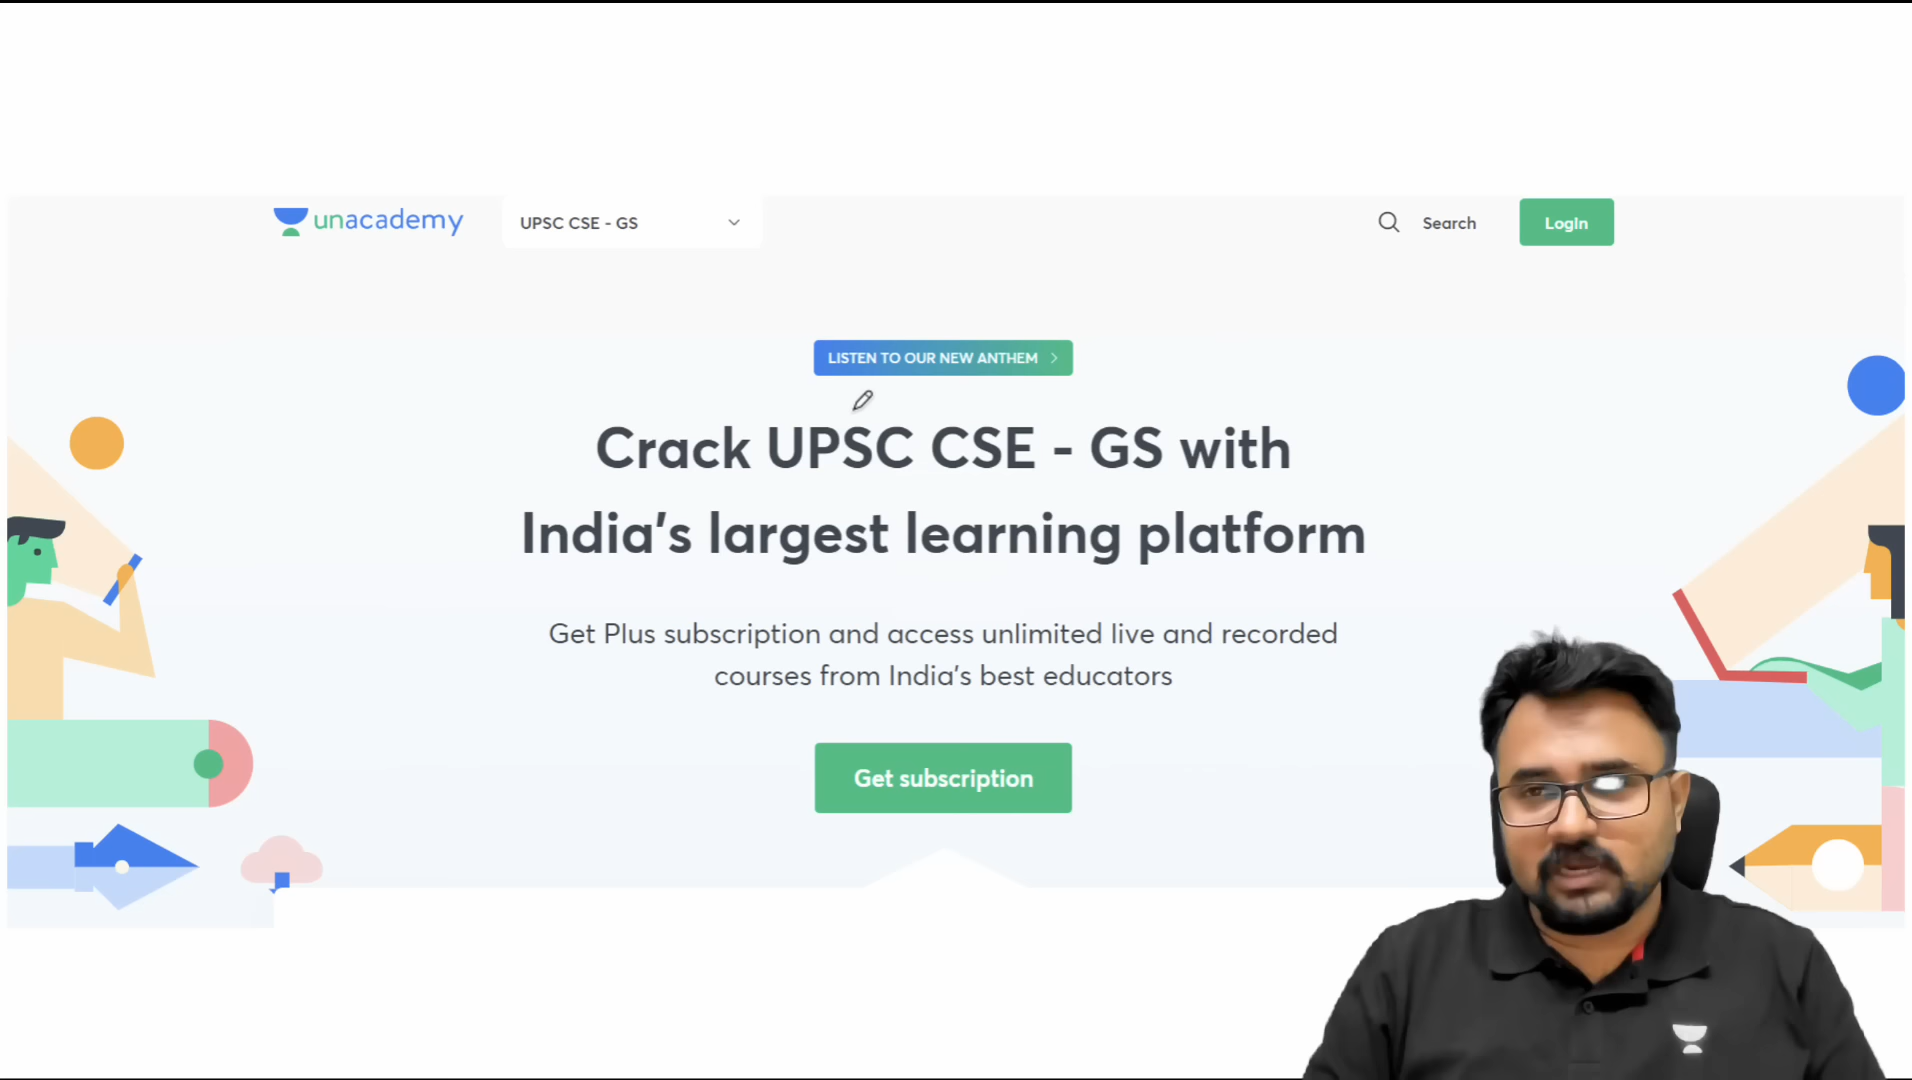 unacademy
UPSC CSE - GS
Search
Login
LISTEN TO OUR NEW ANTHEM
Crack UPSC CSE - GS with
India's largest learning platform
Get Plus subscription and access unlimited live and recorded
courses from India's best educators
Get subscription